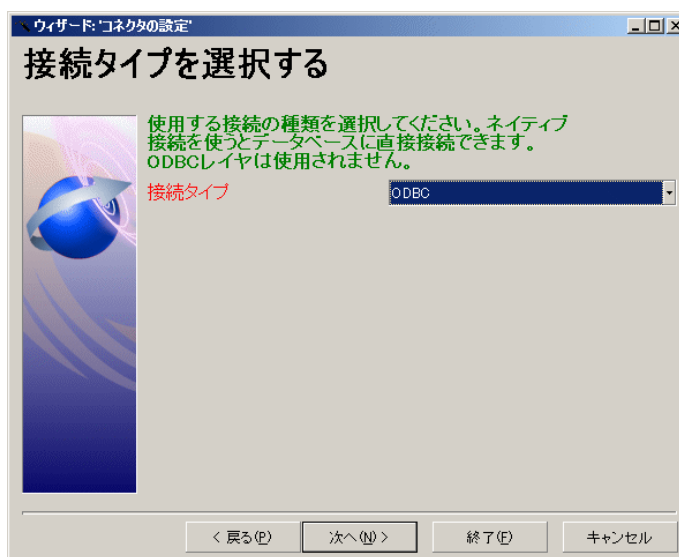 ウィザード: 'コネクタの設定'
接続タイプを選択する
使用する接続の種類を選択してください。ネイティブ
接続を使うとデータベースに直接接続できます。
ODBCレイヤは使用されません。
接続タイプ ODBC
< 戻る(P) 次へ(N) > 終了(F) キャンセル